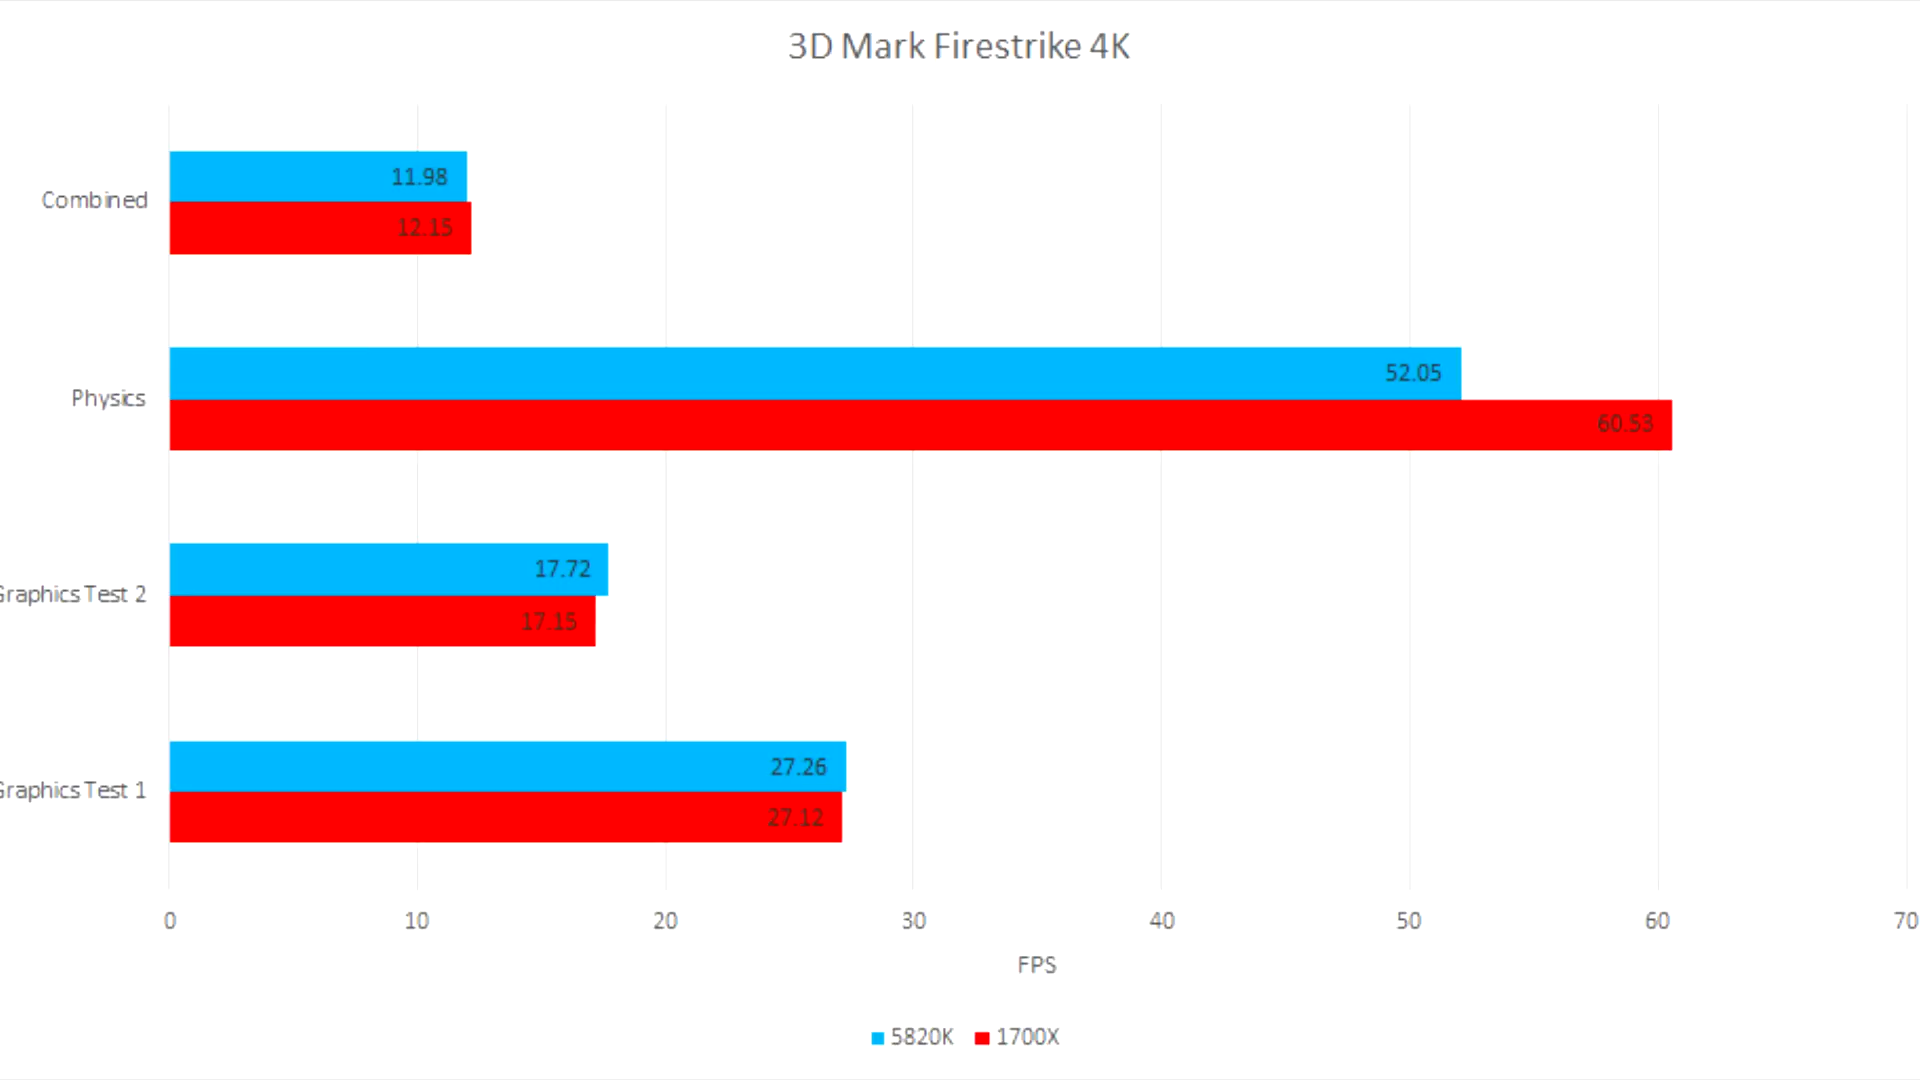 3D Mark Firestrike 4K
Combined
11.98
12.15
Physics
52.05
60.53
Graphics Test 2
17.72
17.15
Graphics Test 1
27.26
27.12
0 10 20 30 40 50 60 70
FPS
5820K 1700X